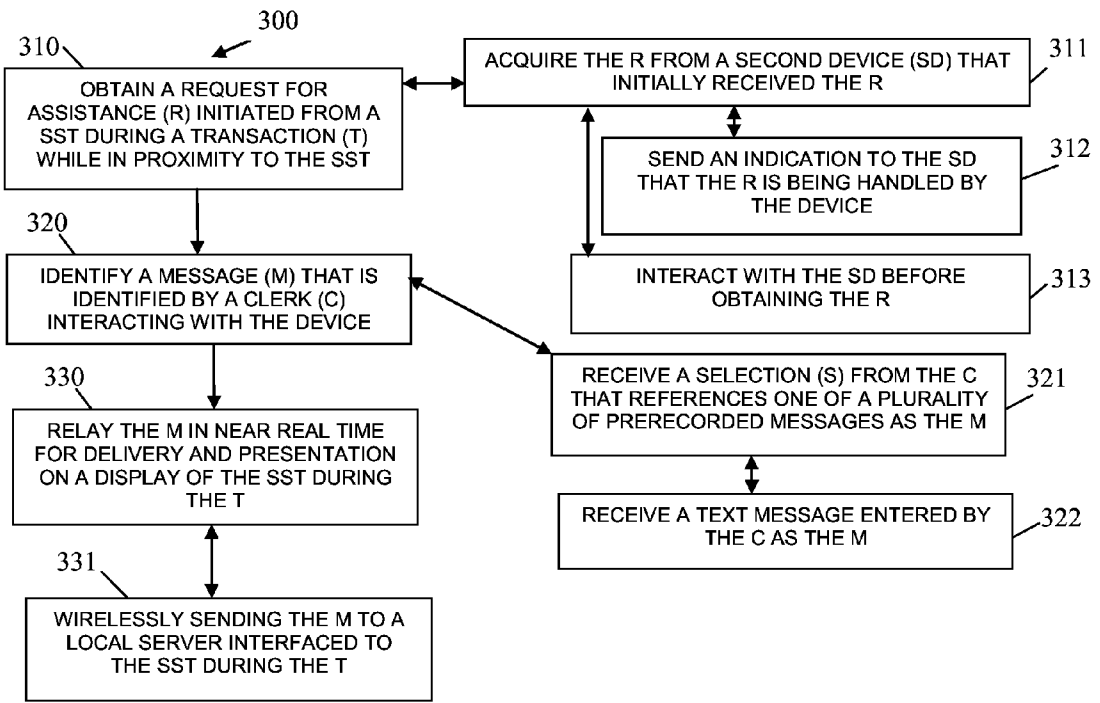 300
310
OBTAIN A REQUEST FOR
ASSISTANCE (R) INITIATED FROM A
SST DURING A TRANSACTION (T)
WHILE IN PROXIMITY TO THE SST
311
ACQUIRE THE R FROM A SECOND DEVICE (SD) THAT
INITIALLY RECEIVED THE R
312
SEND AN INDICATION TO THE SD
THAT THE R IS BEING HANDLED BY
THE DEVICE
313
INTERACT WITH THE SD BEFORE
OBTAINING THE R
320
IDENTIFY A MESSAGE (M) THAT IS
IDENTIFIED BY A CLERK (C)
INTERACTING WITH THE DEVICE
321
RECEIVE A SELECTION (S) FROM THE C
THAT REFERENCES ONE OF A PLURALITY
OF PRERECORDED MESSAGES AS THE M
322
RECEIVE A TEXT MESSAGE ENTERED BY
THE C AS THE M
330
RELAY THE M IN NEAR REAL TIME
FOR DELIVERY AND PRESENTATION
ON A DISPLAY OF THE SST DURING
THE T
331
WIRELESSLY SENDING THE M TO A
LOCAL SERVER INTERFACED TO
THE SST DURING THE T